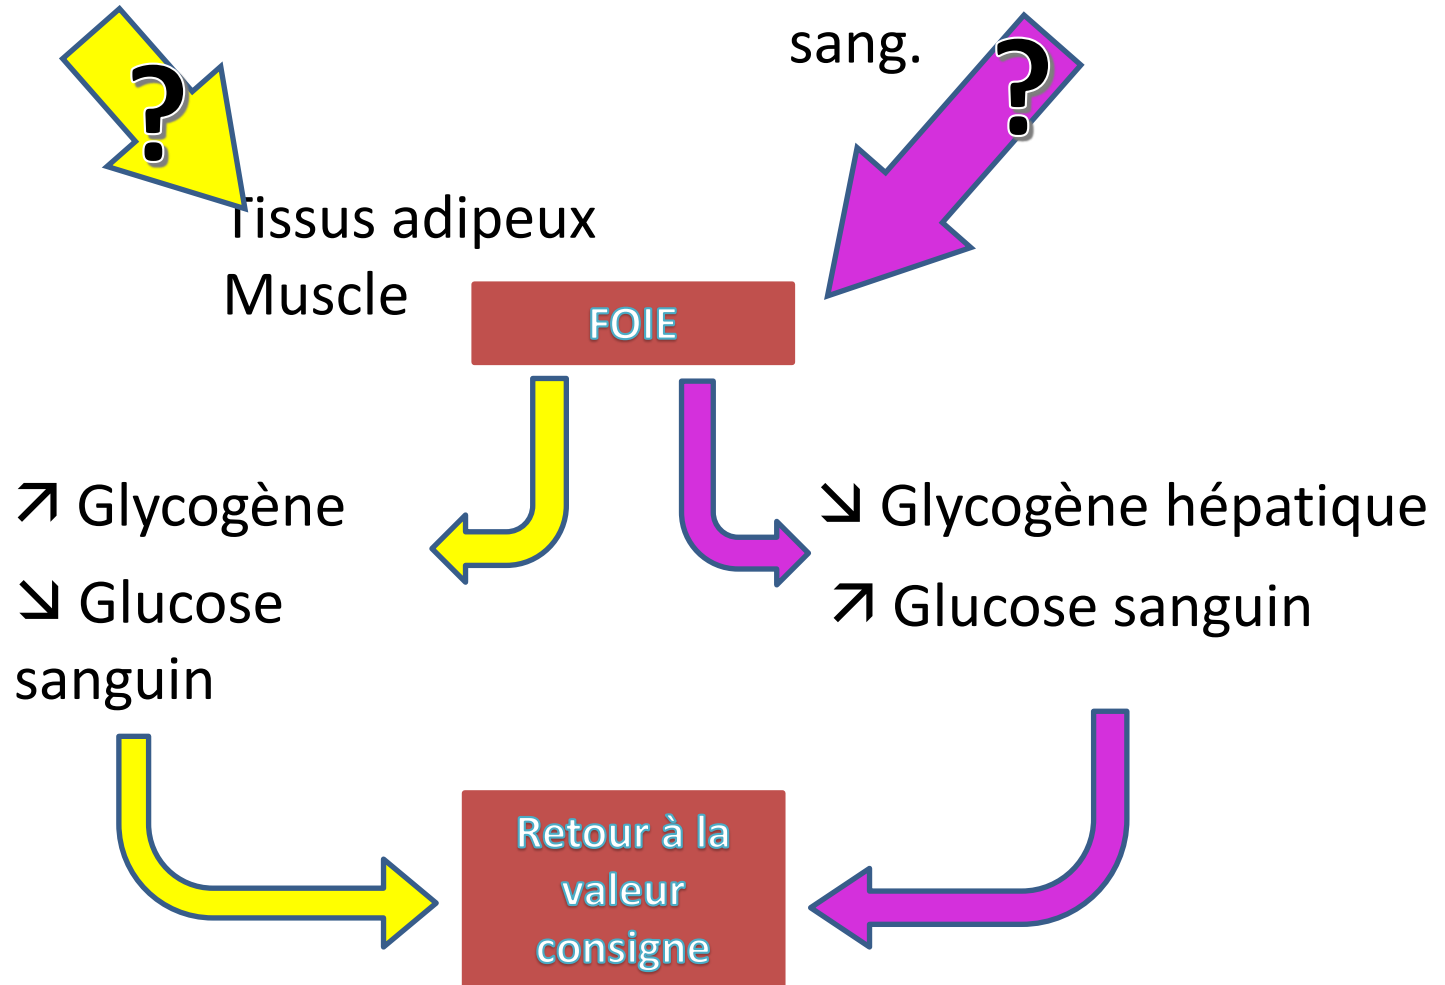 ?
sang.
?
Tissus adipeux
Muscle
FOIE
↗ Glycogène
↘ Glucose
sanguin
↘ Glycogène hépatique
↗ Glucose sanguin
Retour à la
valeur
consigne